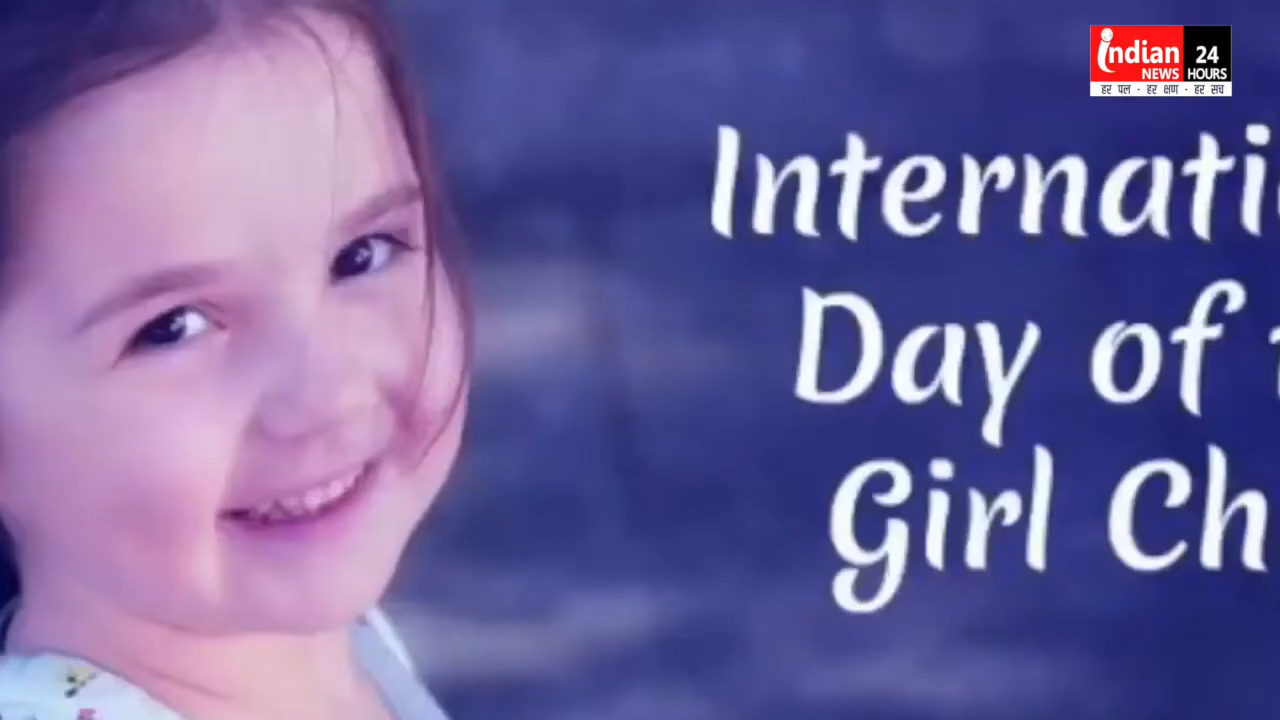 indian
NEWS
24
HOURS
हर पल - हर क्षण - हर सच
Internati
Day of
Girl Ch